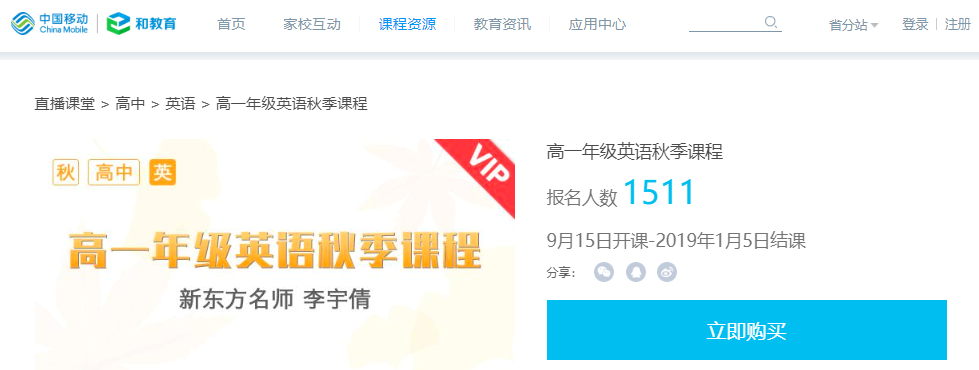 中国移动
China Mobile
和教育
首页 家校互动 课程资源 教育资讯 应用中心 省分站 登录 | 注册
直播课堂 > 高中 > 英语 > 高一年级英语秋季课程
秋 高中 英
VIP
高一年级英语秋季课程
新东方名师 李宇倩
高一年级英语秋季课程
报名人数 1511
9月15日开课-2019年1月5日结课
分享:
立即购买